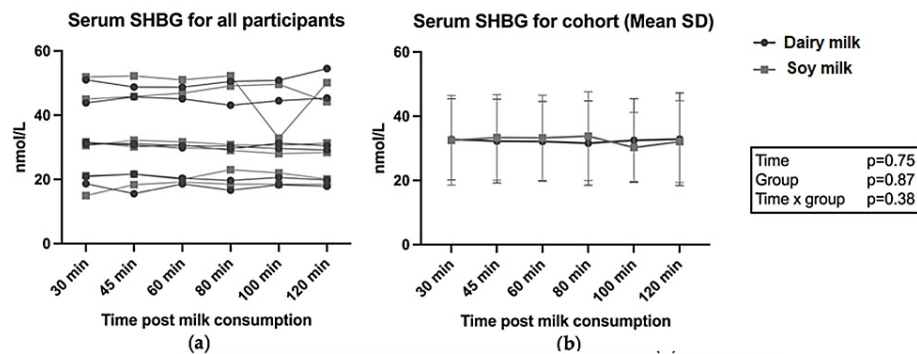 Serum SHBG for all participants
60
40
20
0
nmol/L
30 min
45 min
60 min
80 min
100 min
120 min
Time post milk consumption
(a)
Serum SHBG for cohort (Mean SD)
60
40
20
0
nmol/L
30 min
45 min
60 min
80 min
100 min
120 min
Time post milk consumption
(b)
Dairy milk
Soy milk
Time p=0.75
Group p=0.87
Time x group p=0.38